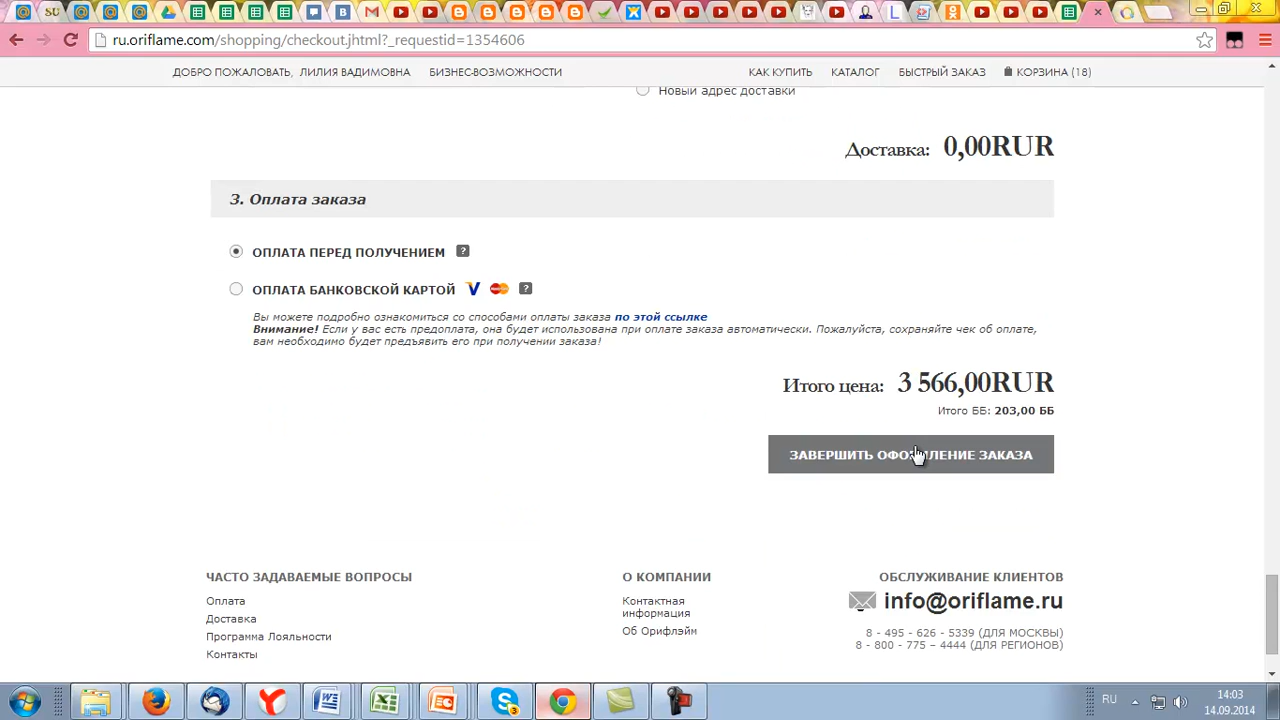 ru.oriflame.com/shopping/checkout.jhtml?_requestid=1354606
ДОБРО ПОЖАЛОВАТЬ, ЛИЛИЯ ВАДИМОВНА БИЗНЕС-ВОЗМОЖНОСТИ КАК КУПИТЬ КАТАЛОГ БЫСТРЫЙ ЗАКАЗ КОРЗИНА (18)
Новый адрес доставки
Доставка: 0,00RUR
3. Оплата заказа
ОПЛАТА ПЕРЕД ПОЛУЧЕНИЕМ ?
ОПЛАТА БАНКОВСКОЙ КАРТОЙ V MasterCard ?
Вы можете подробно ознакомиться со способами оплаты заказа по этой ссылке
Внимание! Если у вас есть предоплата, она будет использована при оплате заказа автоматически. Пожалуйста, сохраняйте чек об оплате,
вам необходимо будет предъявить его при получении заказа!
Итого цена: 3 566,00RUR
Итого ББ: 203,00 ББ
ЗАВЕРШИТЬ ОФОРМЛЕНИЕ ЗАКАЗА
ЧАСТО ЗАДАВАЕМЫЕ ВОПРОСЫ
Оплата
Доставка
Программа Лояльности
Контакты
О КОМПАНИИ
Контактная
информация
Об Орифлэйм
ОБСЛУЖИВАНИЕ КЛИЕНТОВ
info@oriflame.ru
8 - 495 - 626 - 5339 (ДЛЯ МОСКВЫ)
8 - 800 - 775 – 4444 (ДЛЯ РЕГИОНОВ)
RU
14:03
14.09.2014